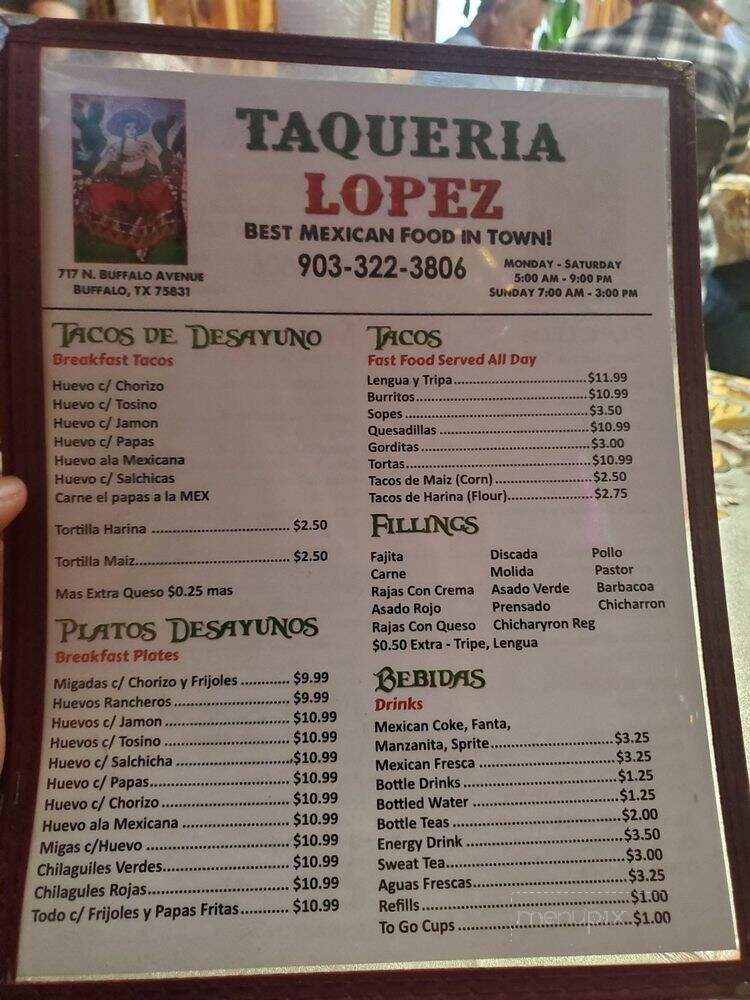 TAQUERIA
LOPEZ
BEST MEXICAN FOOD IN TOWN!
903-322-3806
717 N. BUFFALO AVENUE
BUFFALO, TX 75831
MONDAY - SATURDAY
5:00 AM - 9:00 PM
SUNDAY 7:00 AM - 3:00 PM
TACOS DE DESAYUNO
Breakfast Tacos
Huevo c/ Chorizo
Huevo c/ Tosino
Huevo c/ Jamon
Huevo c/ Papas
Huevo ala Mexicana
Huevo c/ Salchicas
Carne el papas a la MEX
Tortilla Harina ................................ $2.50
Tortilla Maiz.................................... $2.50
Mas Extra Queso $0.25 mas
PLATOS DESAYUNOS
Breakfast Plates
Migadas c/ Chorizo y Frijoles ............ $9.99
Huevos Rancheros ............................ $9.99
Huevos c/ Jamon .............................. $10.99
Huevos c/ Tosino .............................. $10.99
Huevo c/ Salchicha ............................ $10.99
Huevo c/ Papas................................. $10.99
Huevo c/ Chorizo .............................. $10.99
Huevo ala Mexicana .......................... $10.99
Migas c/Huevo .................................. $10.99
Chilaguiles Verdes.............................. $10.99
Chilagules Rojas................................. $10.99
Todo c/ Frijoles y Papas Fritas........... $10.99
TACOS
Fast Food Served All Day
Lengua y Tripa.................................$11.99
Burritos..........................................$10.99
Sopes ............................................$3.50
Quesadillas .....................................$10.99
Gorditas .........................................$3.00
Tortas.............................................$10.99
Tacos de Maiz (Corn)........................$2.50
Tacos de Harina (Flour).....................$2.75
FILLINGS
Fajita Discada Pollo
Carne Molida Pastor
Rajas Con Crema Asado Verde Barbacoa
Asado Rojo Prensado Chicharron
Rajas Con Queso Chicharyron Reg
$0.50 Extra - Tripe, Lengua
BEBIDAS
Drinks
Mexican Coke, Fanta,
Manzanita, Sprite..............................$3.25
Mexican Fresca .................................$3.25
Bottle Drinks .....................................$1.25
Bottled Water ...................................$1.25
Bottle Teas .......................................$2.00
Energy Drink .....................................$3.50
Sweat Tea.........................................$3.00
Aguas Frescas...................................$3.25
Refills ..............................................$1.00
To Go Cups .......................................$1.00
menupix